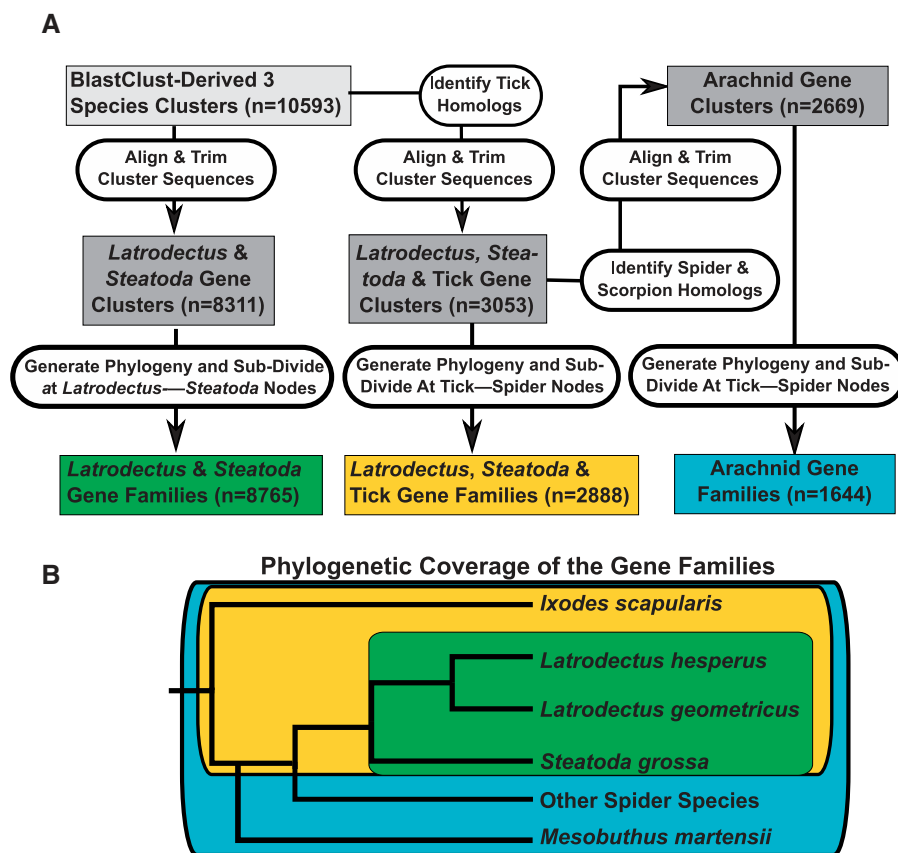 A
BlastClust-Derived 3
Species Clusters (n=10593)
Identify Tick
Homologs
Arachnid Gene
Clusters (n=2669)
Align & Trim
Cluster Sequences
Align & Trim
Cluster Sequences
Align & Trim
Cluster Sequences
Latrodectus &
Steatoda Gene
Clusters (n=8311)
Latrodectus, Stea-
toda & Tick Gene
Clusters (n=3053)
Identify Spider &
Scorpion Homologs
Generate Phylogeny and Sub-Divide
at Latrodectus-—Steatoda Nodes
Generate Phylogeny and Sub-
Divide At Tick—Spider Nodes
Generate Phylogeny and Sub-
Divide At Tick—Spider Nodes
Latrodectus & Steatoda
Gene Families (n=8765)
Latrodectus, Steatoda &
Tick Gene Families (n=2888)
Arachnid Gene
Families (n=1644)
B
Phylogenetic Coverage of the Gene Families
Ixodes scapularis
Latrodectus hesperus
Latrodectus geometricus
Steatoda grossa
Other Spider Species
Mesobuthus martensii